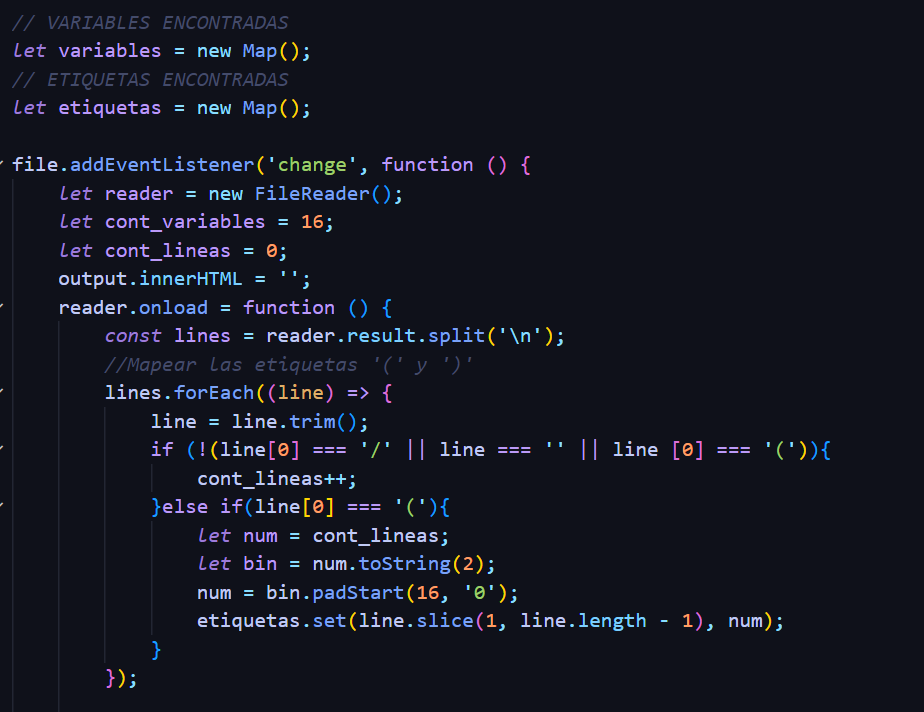 // VARIABLES ENCONTRADAS
let variables = new Map();
// ETIQUETAS ENCONTRADAS
let etiquetas = new Map();

file.addEventListener('change', function () {
    let reader = new FileReader();
    let cont_variables = 16;
    let cont_lineas = 0;
    output.innerHTML = '';
    reader.onload = function () {
        const lines = reader.result.split('\n');
        //Mapear las etiquetas '(' y ')'
        lines.forEach((line) => {
            line = line.trim();
            if (!(line[0] === '/' || line === '' || line [0] === '(')){
                cont_lineas++;
            }else if(line[0] === '('){
                let num = cont_lineas;
                let bin = num.toString(2);
                num = bin.padStart(16, '0');
                etiquetas.set(line.slice(1, line.length - 1), num);
            }
        });